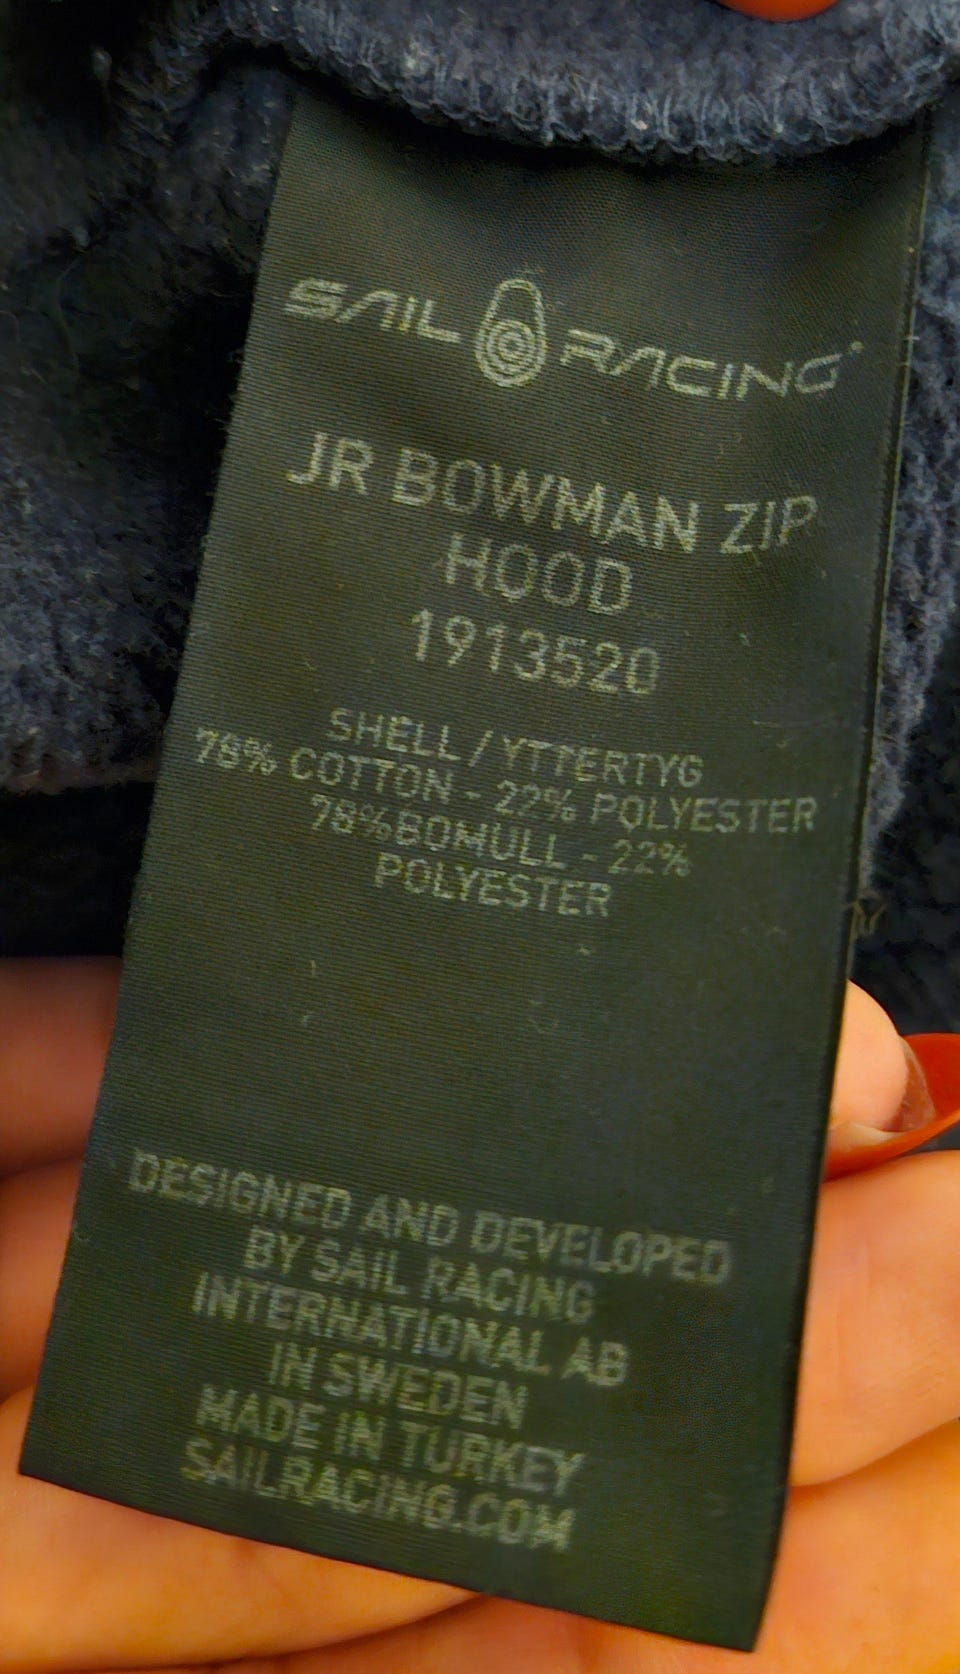 SAIL RACING
JR BOWMAN ZIP
HOOD
1913520
SHELL / YTTERTYG
78% COTTON - 22% POLYESTER
78%BOMULL - 22%
POLYESTER
DESIGNED AND DEVELOPED
BY SAIL RACING
INTERNATIONAL AB
IN SWEDEN
MADE IN TURKEY
SAILRACING.COM